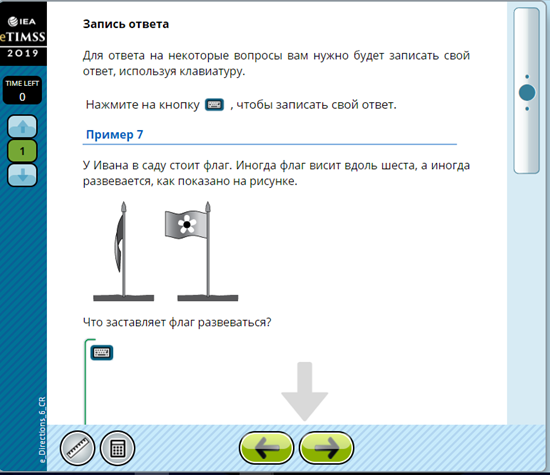 IEA
eTIMSS
2019
TIME LEFT
0
1
Запись ответа
Для ответа на некоторые вопросы вам нужно будет записать свой
ответ, используя клавиатуру.
Нажмите на кнопку , чтобы записать свой ответ.
Пример 7
У Ивана в саду стоит флаг. Иногда флаг висит вдоль шеста, а иногда
развевается, как показано на рисунке.
Что заставляет флаг развеваться?
e_Directions_6_CR